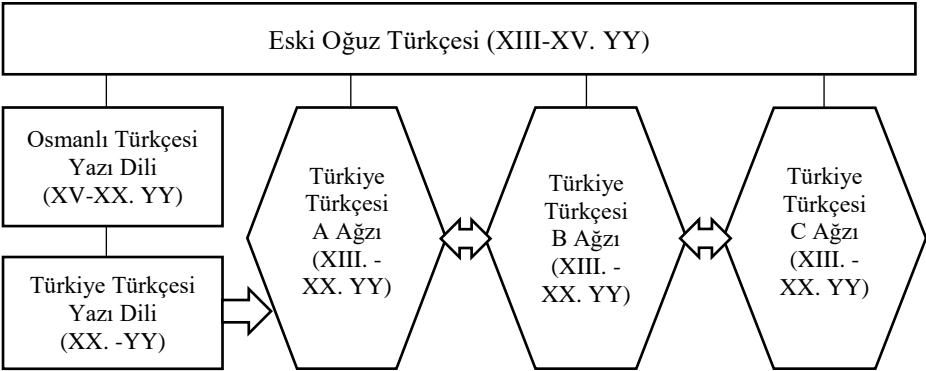 Eski Oğuz Türkçesi (XIII-XV. YY)
Osmanlı Türkçesi
Yazı Dili
(XV-XX. YY)
Türkiye Türkçesi
Yazı Dili
(XX. -YY)
Türkiye
Türkçesi
A Ağzı
(XIII. -
XX. YY)
Türkiye
Türkçesi
B Ağzı
(XIII. -
XX. YY)
Türkiye
Türkçesi
C Ağzı
(XIII. -
XX. YY)